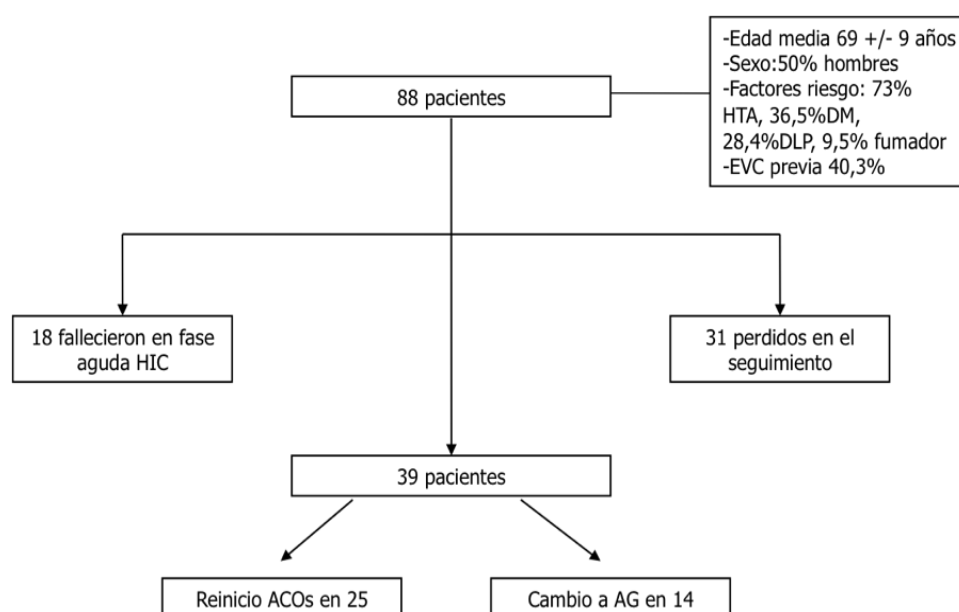 88 pacientes
-Edad media 69 +/- 9 años
-Sexo:50% hombres
-Factores riesgo: 73%
HTA, 36,5%DM,
28,4%DLP, 9,5% fumador
-EVC previa 40,3%
18 fallecieron en fase
aguda HIC
31 perdidos en el
seguimiento
39 pacientes
Reinicio ACOs en 25
Cambio a AG en 14